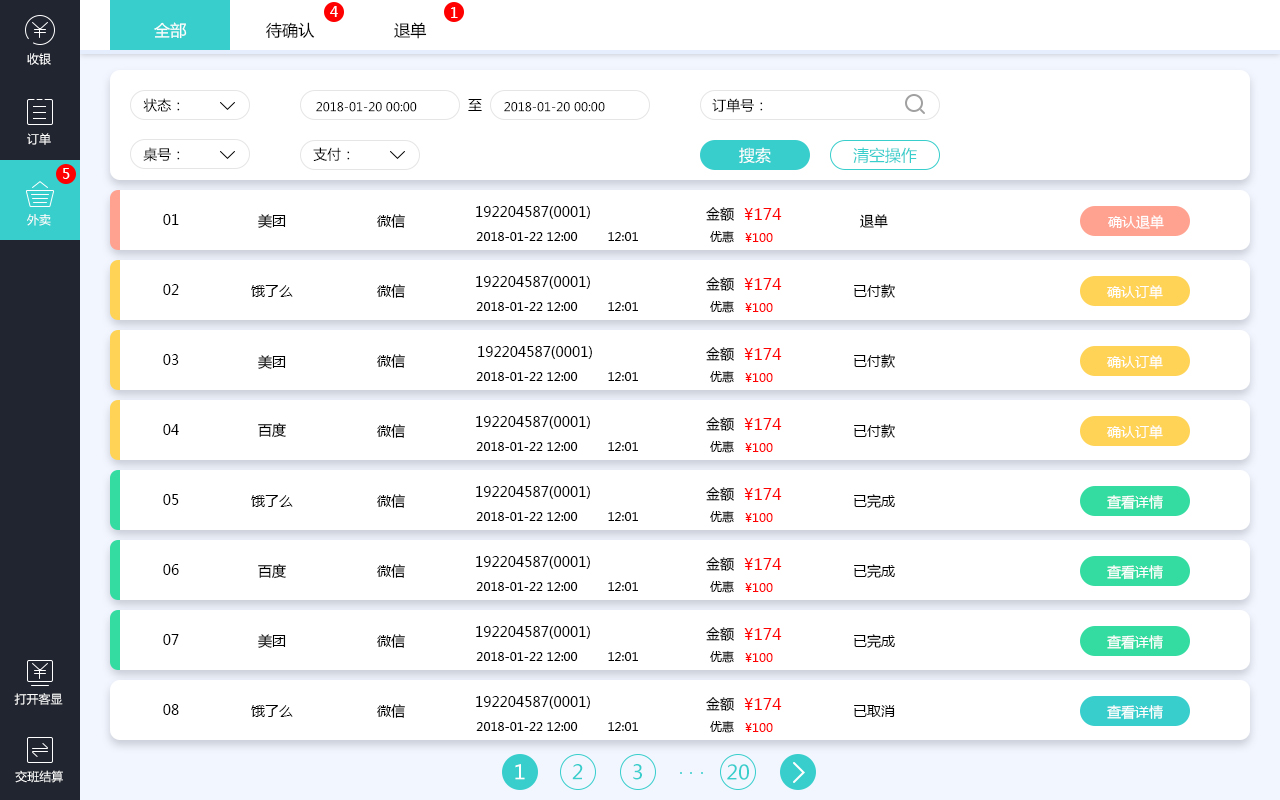 收银
订单
5
外卖
打开客显
交班结算
全部
待确认
4
退单
1
状态：
2018-01-20 00:00
至
2018-01-20 00:00
订单号：
桌号：
支付：
搜索
清空操作
01 美团 微信 192204587(0001) 金额 ¥174 退单 确认退单
2018-01-22 12:00 12:01 优惠 ¥100
02 饿了么 微信 192204587(0001) 金额 ¥174 已付款 确认订单
2018-01-22 12:00 12:01 优惠 ¥100
03 美团 微信 192204587(0001) 金额 ¥174 已付款 确认订单
2018-01-22 12:00 12:01 优惠 ¥100
04 百度 微信 192204587(0001) 金额 ¥174 已付款 确认订单
2018-01-22 12:00 12:01 优惠 ¥100
05 饿了么 微信 192204587(0001) 金额 ¥174 已完成 查看详情
2018-01-22 12:00 12:01 优惠 ¥100
06 百度 微信 192204587(0001) 金额 ¥174 已完成 查看详情
2018-01-22 12:00 12:01 优惠 ¥100
07 美团 微信 192204587(0001) 金额 ¥174 已完成 查看详情
2018-01-22 12:00 12:01 优惠 ¥100
08 饿了么 微信 192204587(0001) 金额 ¥174 已取消 查看详情
2018-01-22 12:00 12:01 优惠 ¥100
1 2 3 ··· 20